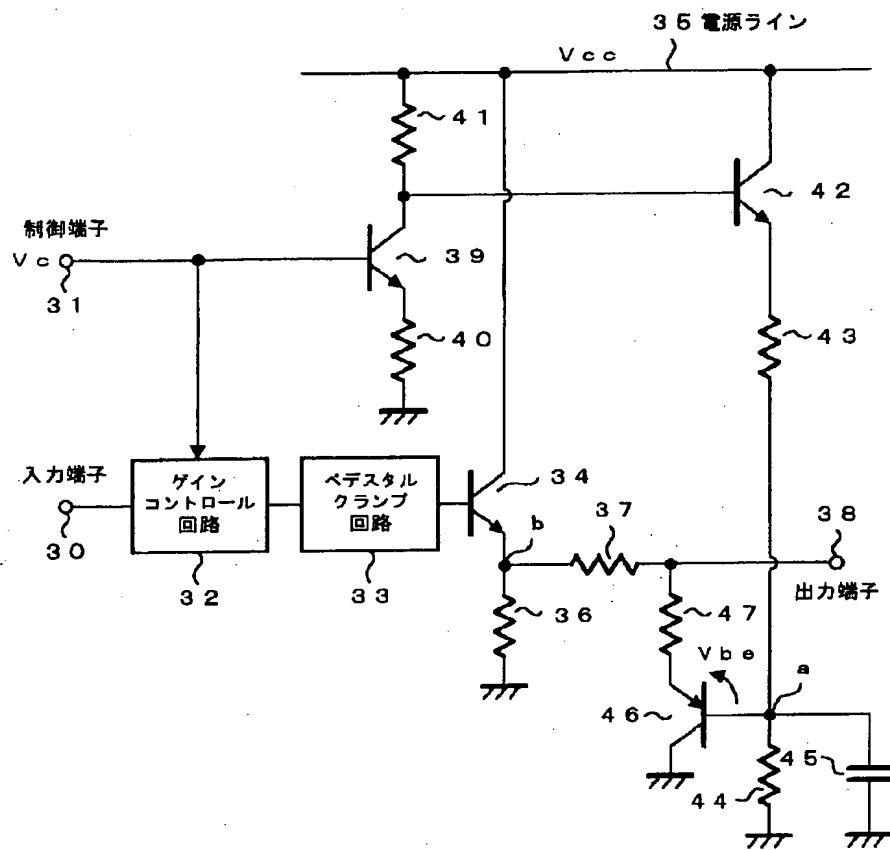 35 電源ライン
Vcc
41
42
制御端子
Vc
31
39
40
43
入力端子
30
ゲイン
コントロール
回路
32
ペデスタル
クランプ
回路
33
34
b
37
38
出力端子
36
47
Vbe
46
a
45
44